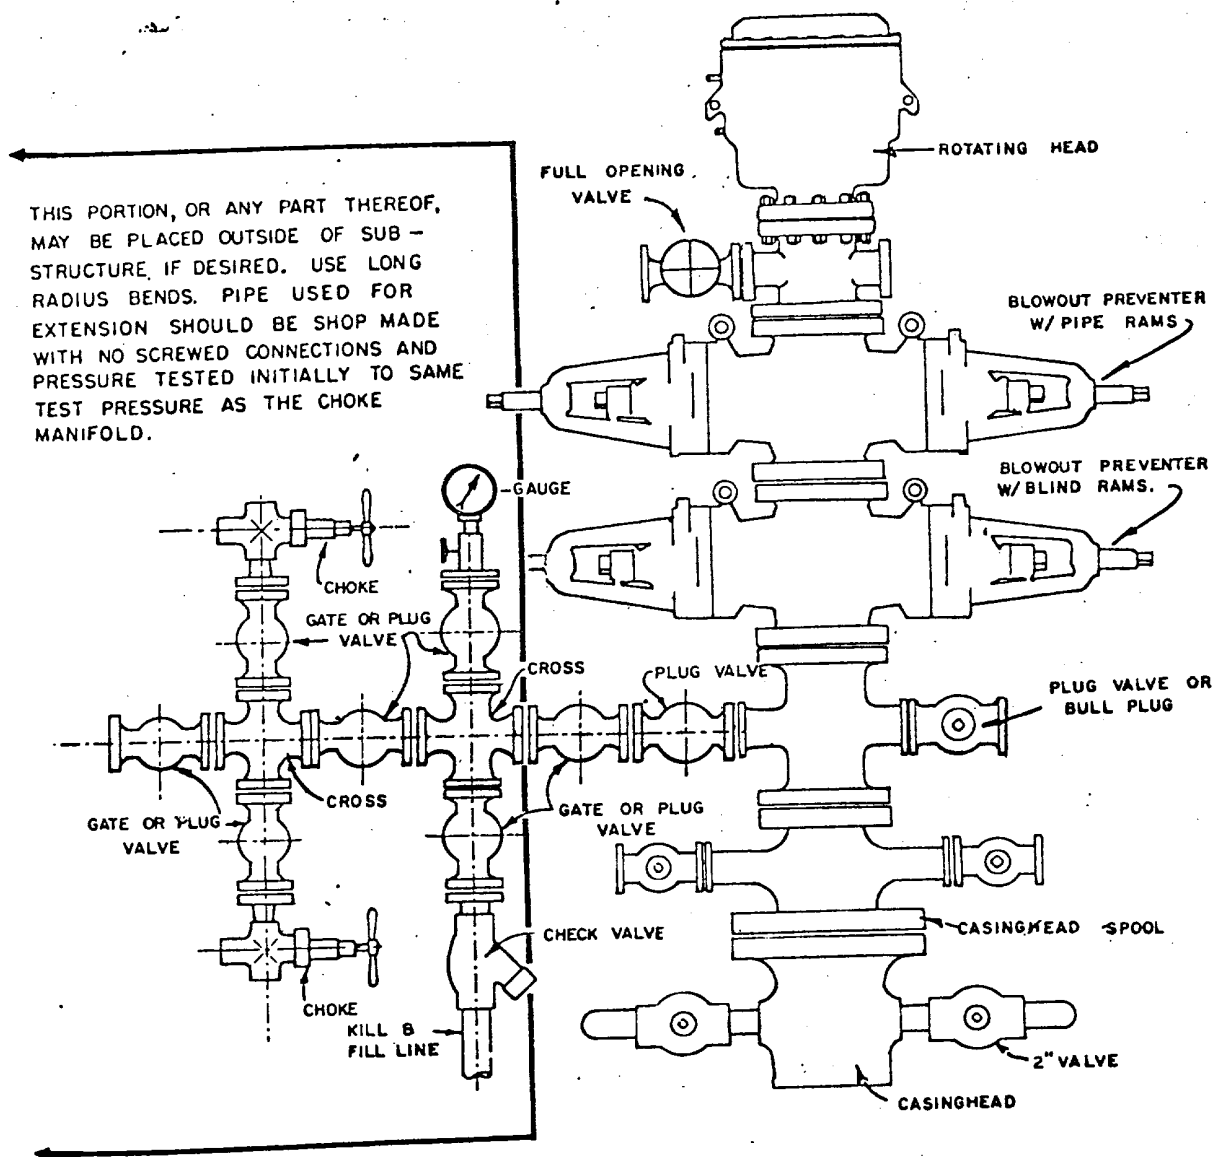 ROTATING HEAD
FULL OPENING
VALVE
THIS PORTION, OR ANY PART THEREOF,
MAY BE PLACED OUTSIDE OF SUB-
STRUCTURE, IF DESIRED. USE LONG
RADIUS BENDS. PIPE USED FOR
EXTENSION SHOULD BE SHOP MADE
WITH NO SCREWED CONNECTIONS AND
PRESSURE TESTED INITIALLY TO SAME
TEST PRESSURE AS THE CHOKE
MANIFOLD.
BLOWOUT PREVENTER
W/ PIPE RAMS
BLOWOUT PREVENTER
W/ BLIND RAMS.
GAUGE
CHOKE
GATE OR PLUG
VALVE
CROSS
PLUG VALVE
PLUG VALVE OR
BULL PLUG
CROSS
GATE OR PLUG
VALVE
GATE OR PLUG
VALVE
CHECK VALVE
CASINGHEAD SPOOL
CHOKE
KILL &
FILL LINE
2" VALVE
CASINGHEAD